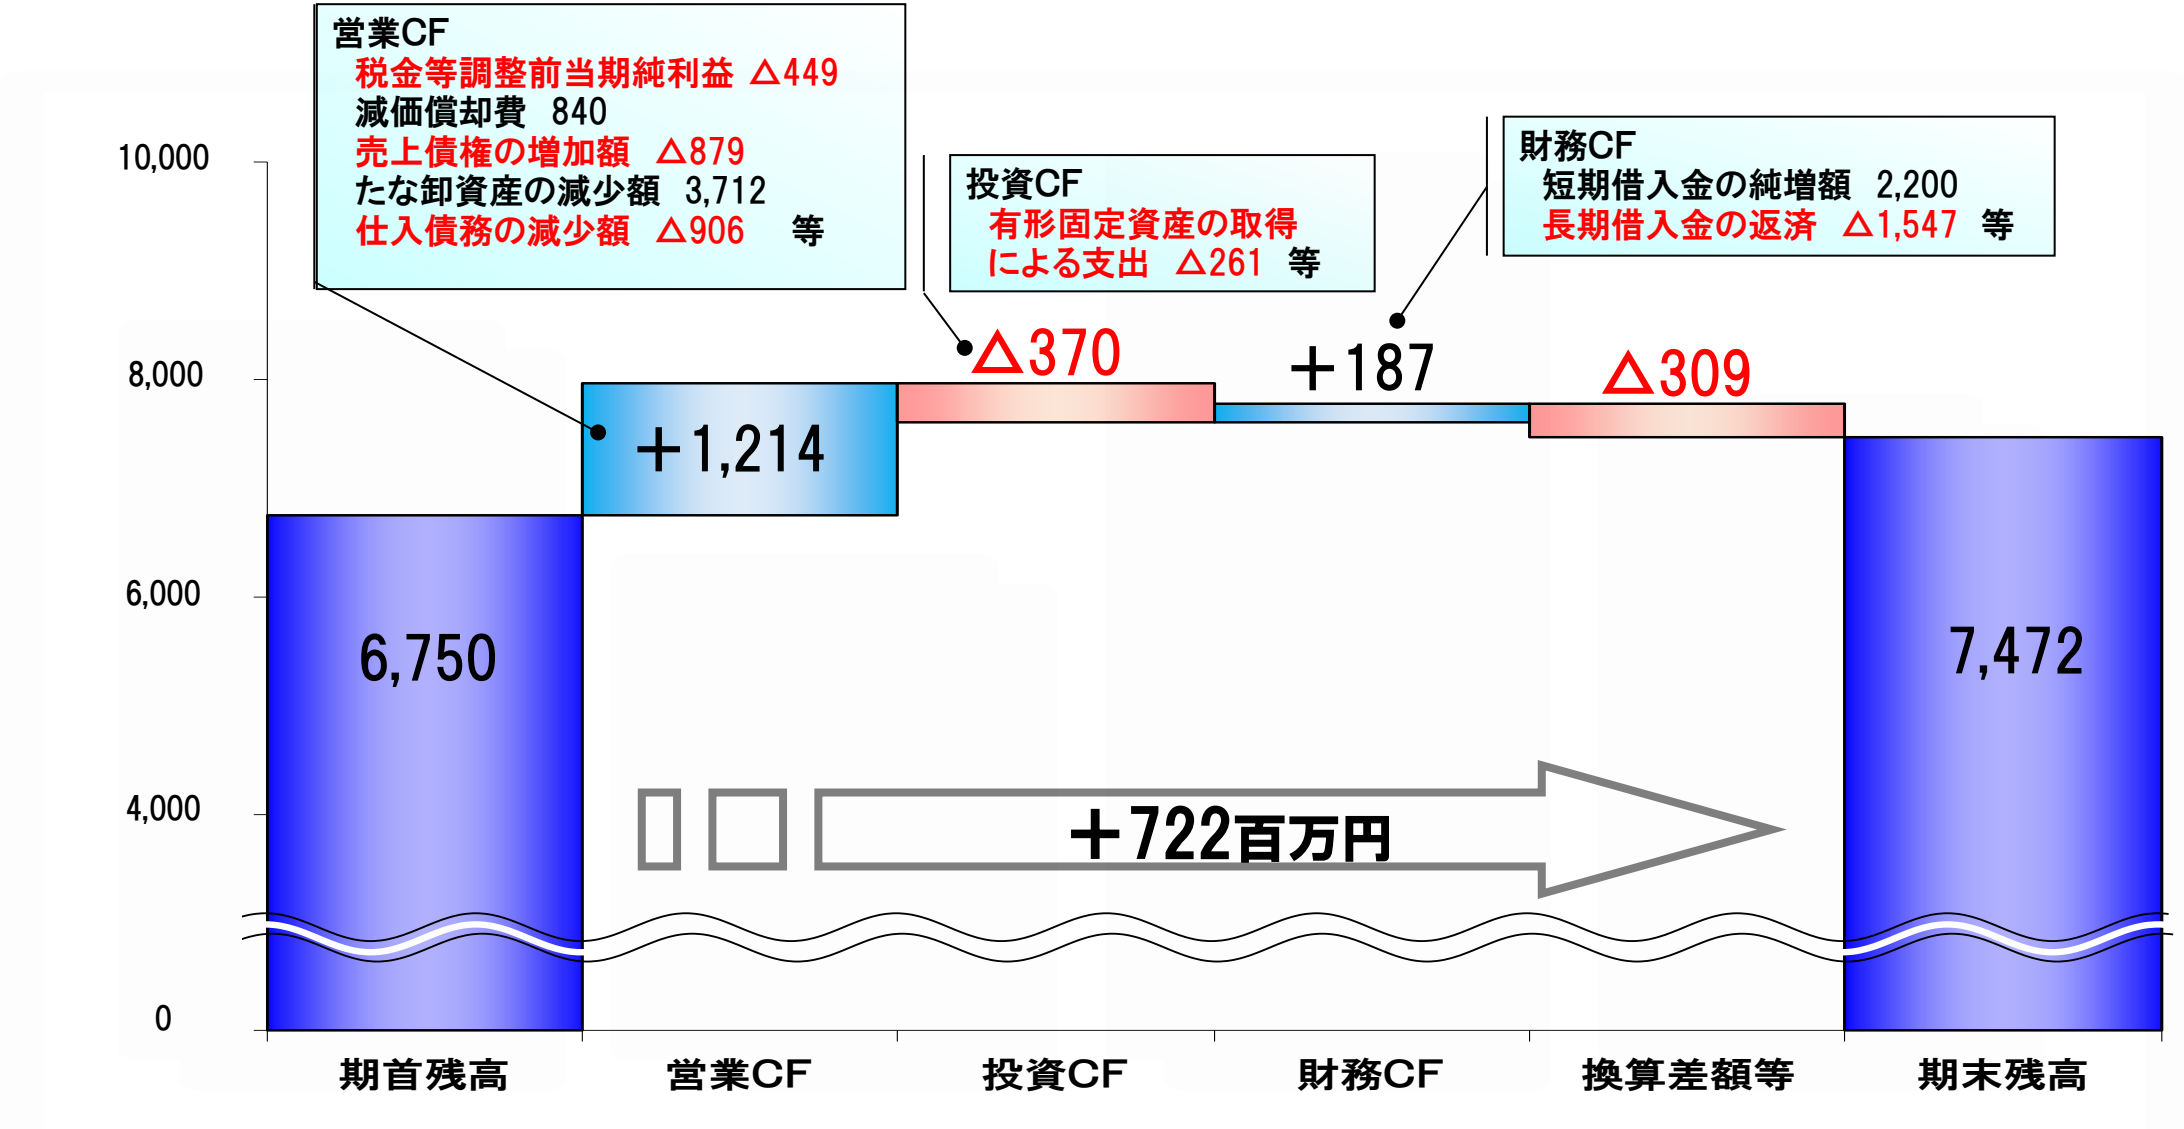 営業CF
税金等調整前当期純利益 △449
減価償却費 840
売上債権の増加額 △879
たな卸資産の減少額 3,712
仕入債務の減少額 △906 等
投資CF
有形固定資産の取得
による支出 △261 等
財務CF
短期借入金の純増額 2,200
長期借入金の返済 △1,547 等
10,000
8,000
6,000
4,000
0
6,750
+1,214
△370
+187
△309
7,472
+722百万円
期首残高
営業CF
投資CF
財務CF
換算差額等
期末残高